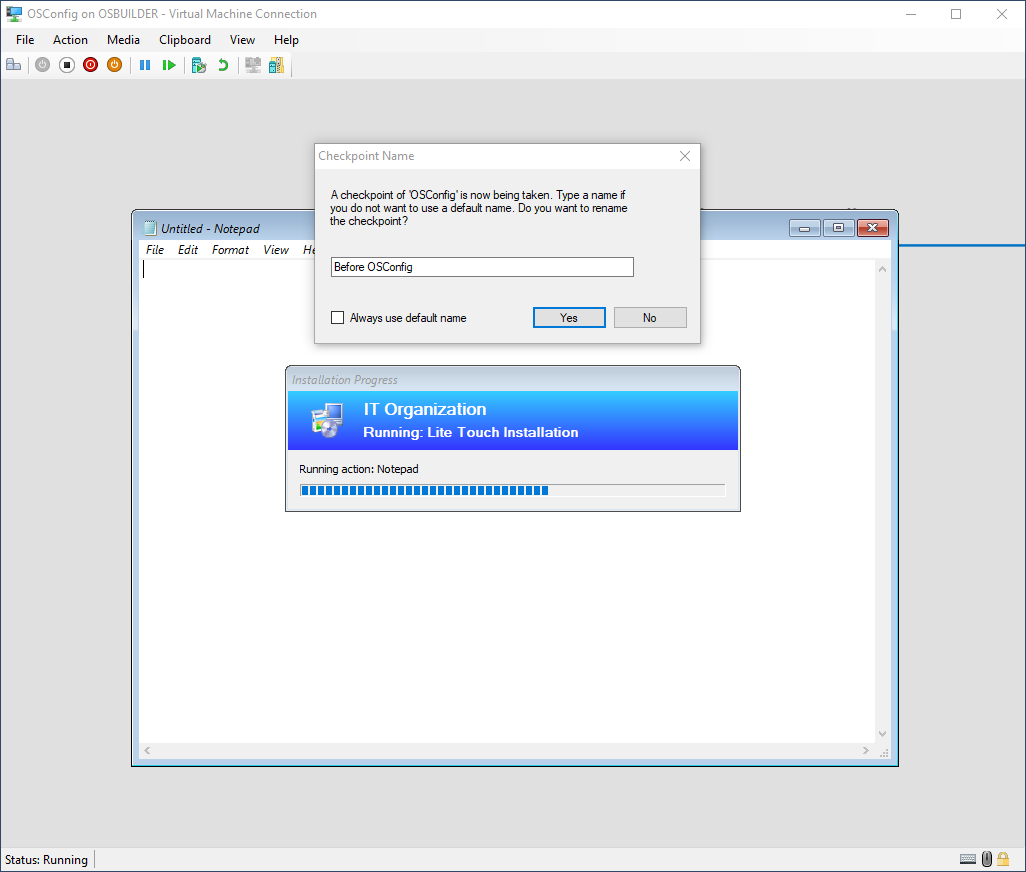 OSConfig on OSBUILDER - Virtual Machine Connection
File Action Media Clipboard View Help
Checkpoint Name
A checkpoint of 'OSConfig' is now being taken. Type a name if
you do not want to use a default name. Do you want to rename
the checkpoint?
Before OSConfig
Always use default name
Yes
No
Untitled - Notepad
File Edit Format View He
Installation Progress
IT Organization
Running: Lite Touch Installation
Running action: Notepad
Status: Running